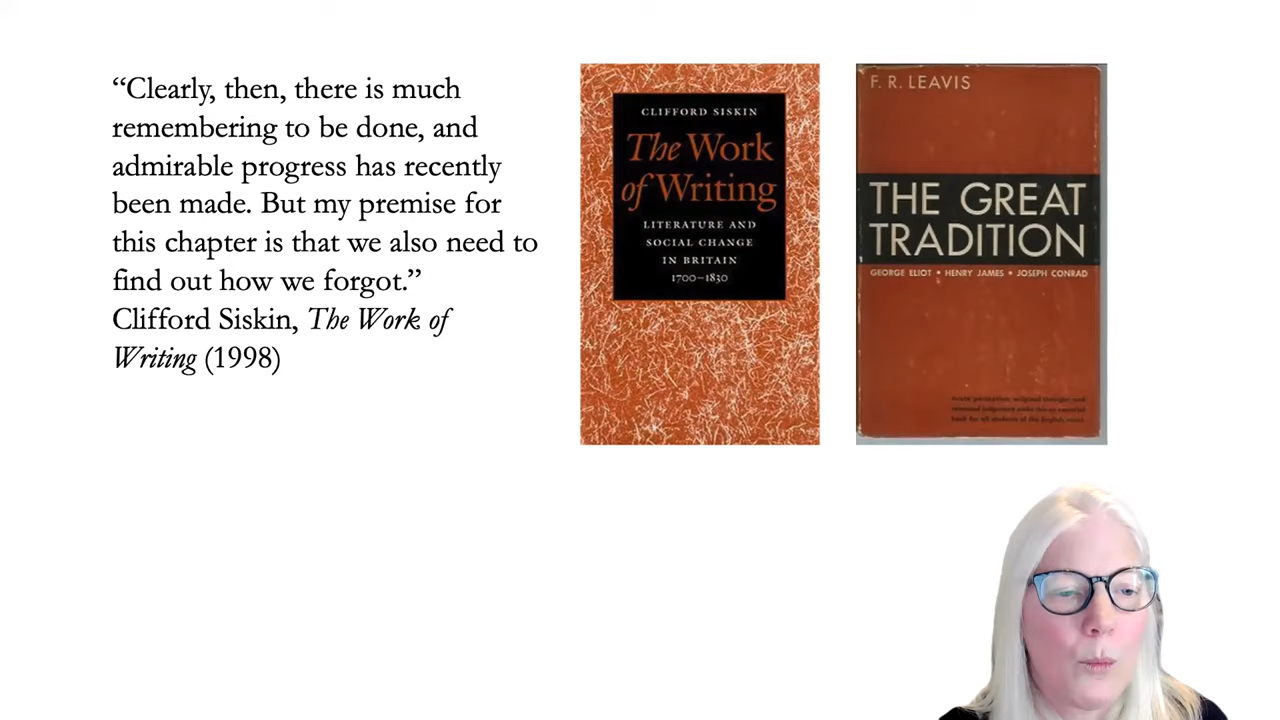 “Clearly, then, there is much
remembering to be done, and
admirable progress has recently
been made. But my premise for
this chapter is that we also need to
find out how we forgot.”
Clifford Siskin, The Work of
Writing (1998)
CLIFFORD SISKIN
The Work
of Writing
LITERATURE AND
SOCIAL CHANGE
IN BRITAIN
1700–1830
F. R. LEAVIS
THE GREAT
TRADITION
GEORGE ELIOT • HENRY JAMES • JOSEPH CONRAD